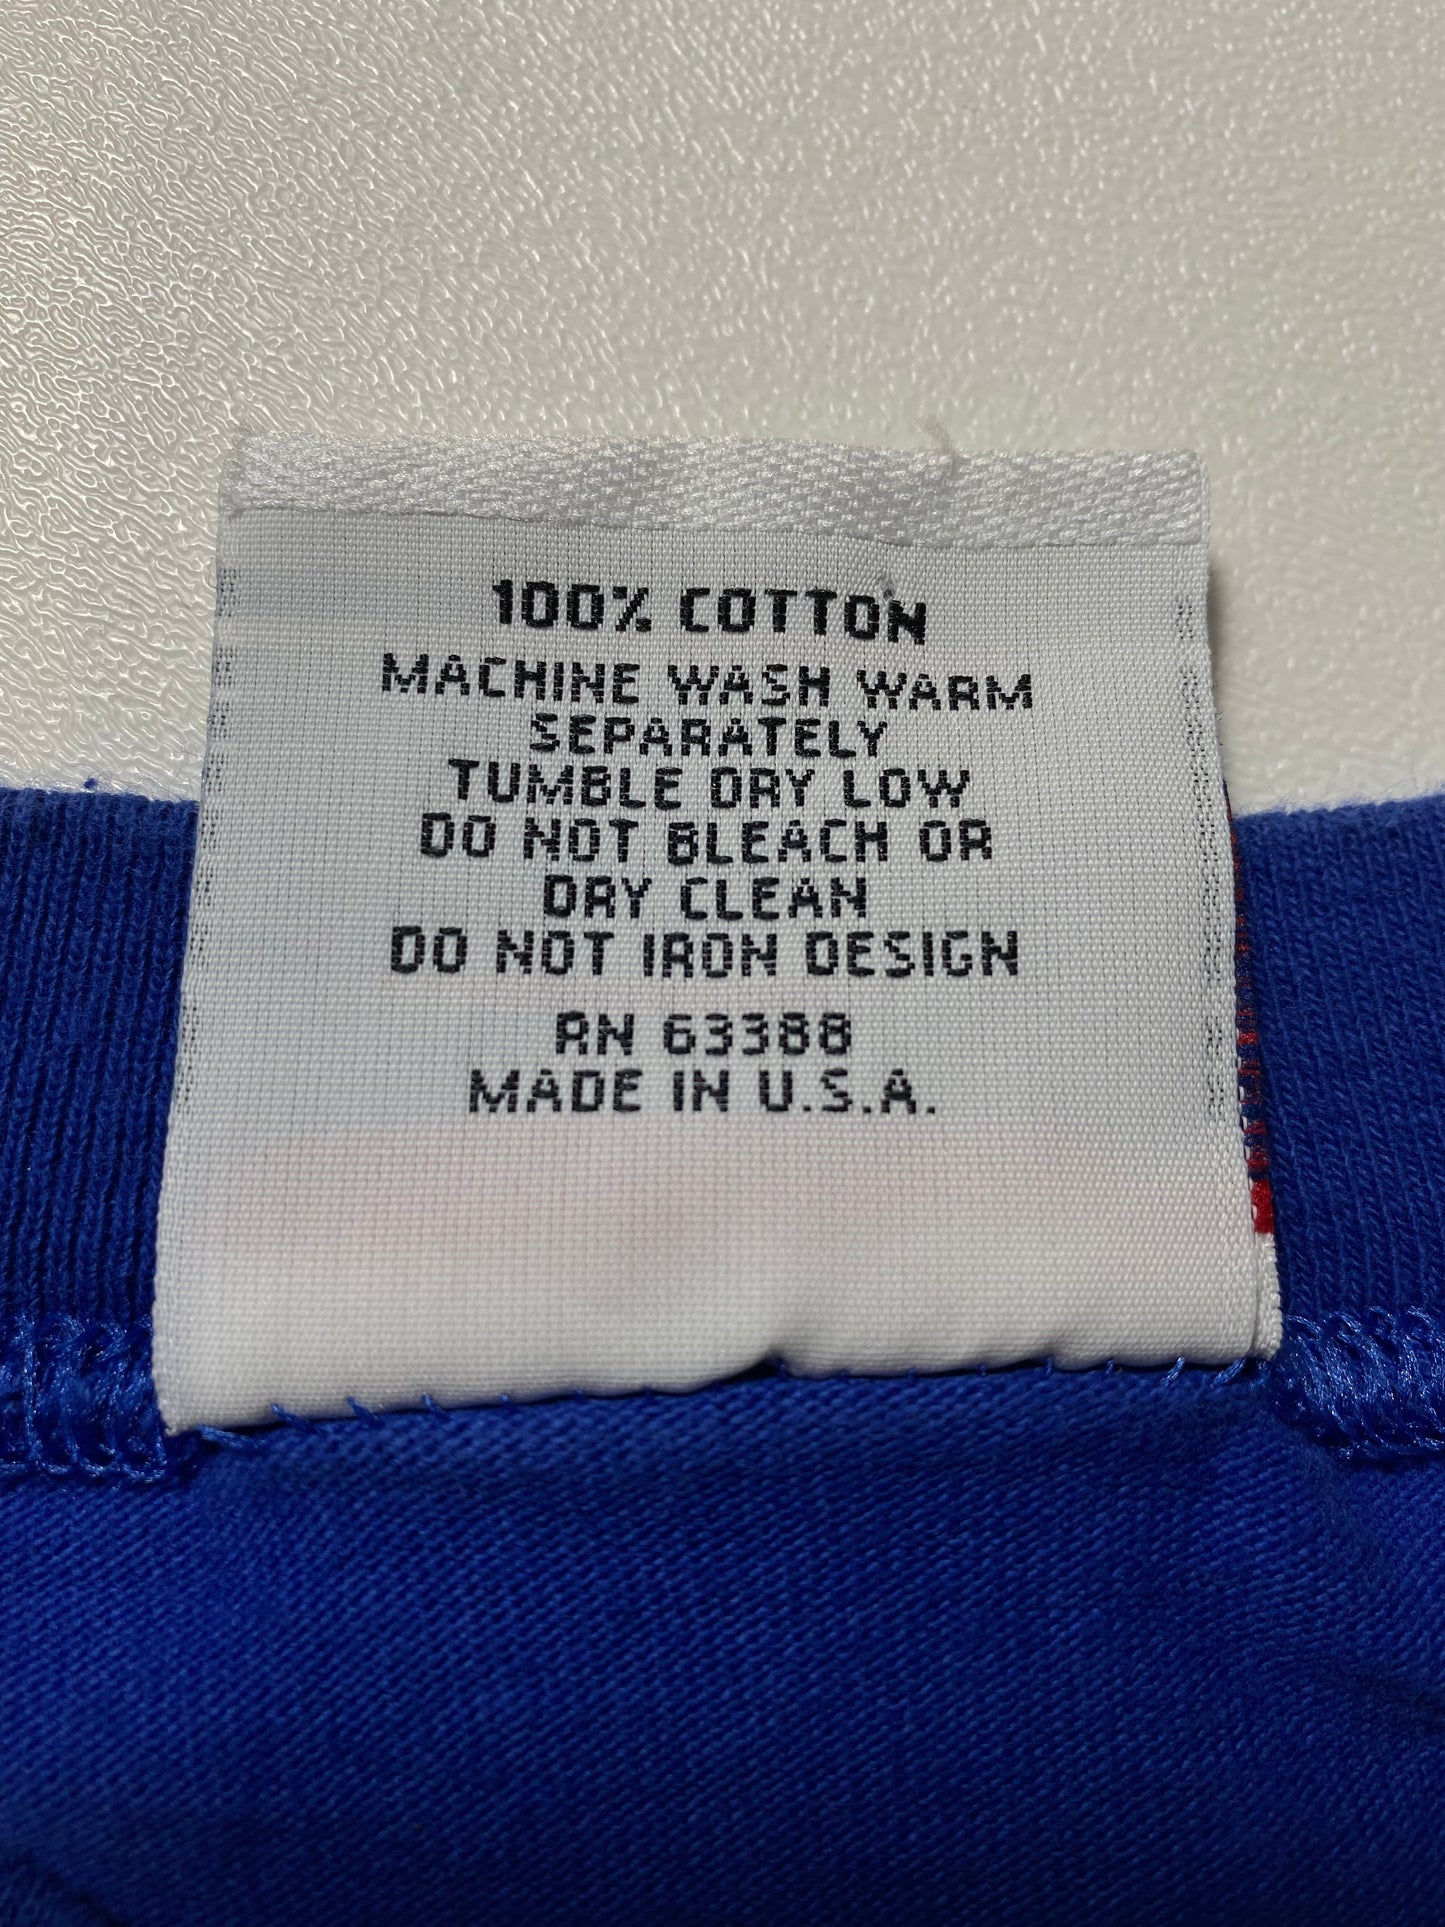 100% COTTON
MACHINE WASH WARM
SEPARATELY
TUMBLE DRY LOW
DO NOT BLEACH OR
DRY CLEAN
DO NOT IRON DESIGN
RN 63388
MADE IN U.S.A.